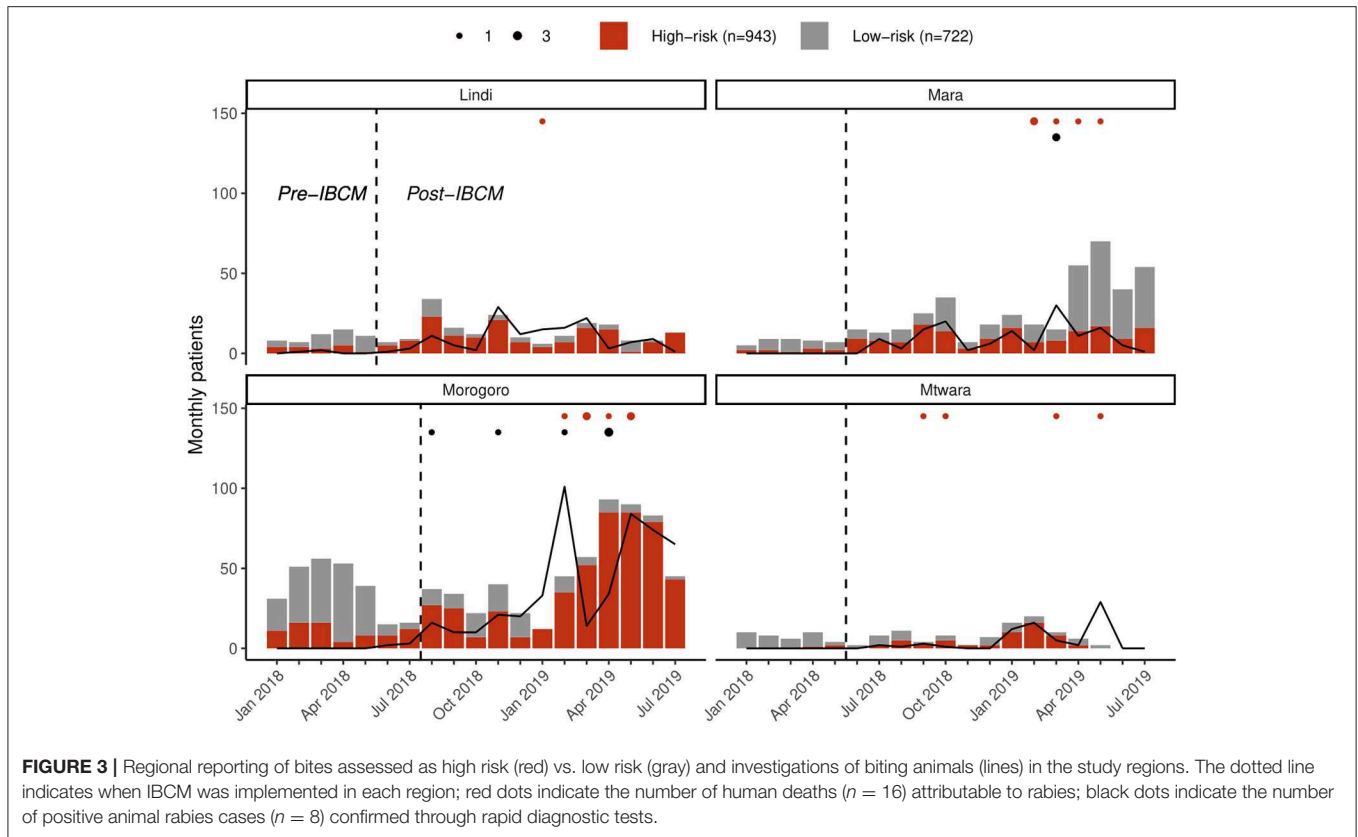 1 3 High−risk (n=943) Low−risk (n=722)
Lindi Mara
150
100
50
0
Pre−IBCM Post−IBCM
Morogoro Mtwara
150
100
50
0
Monthly patients
Jan 2018 Apr 2018 Jul 2018 Oct 2018 Jan 2019 Apr 2019 Jul 2019
Jan 2018 Apr 2018 Jul 2018 Oct 2018 Jan 2019 Apr 2019 Jul 2019
FIGURE 3 | Regional reporting of bites assessed as high risk (red) vs. low risk (gray) and investigations of biting animals (lines) in the study regions. The dotted line
indicates when IBCM was implemented in each region; red dots indicate the number of human deaths (n = 16) attributable to rabies; black dots indicate the number
of positive animal rabies cases (n = 8) confirmed through rapid diagnostic tests.